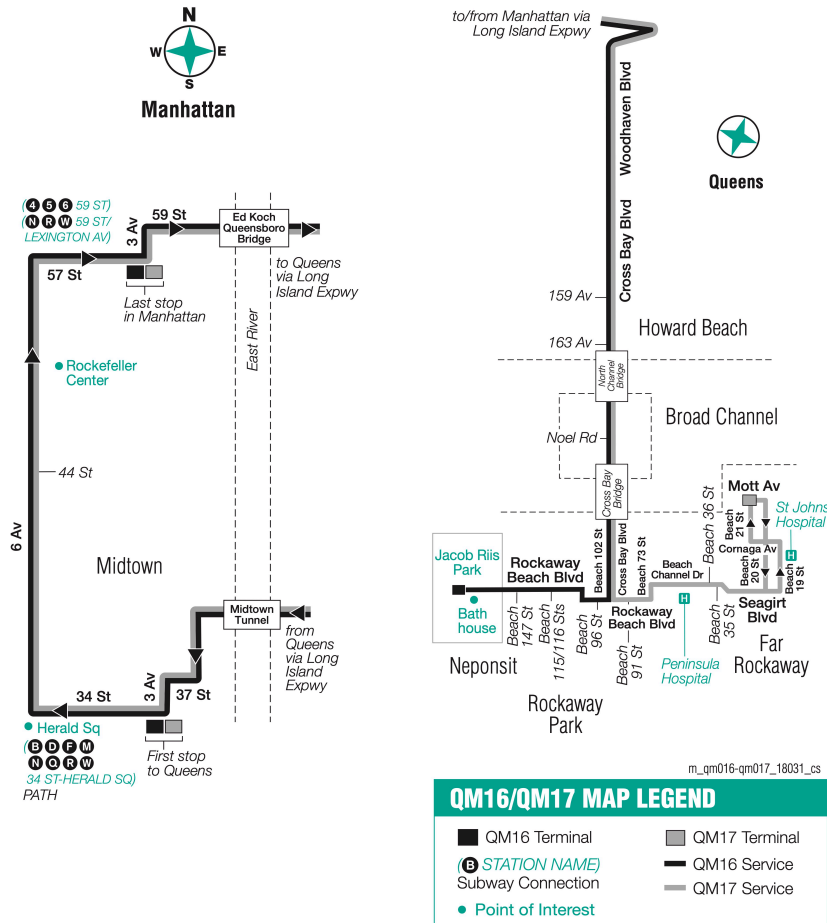 N
W
E
S
Manhattan
(4 5 6 59 ST)
(N R W 59 ST/
LEXINGTON AV)
3 Av
59 St
Ed Koch
Queensboro
Bridge
57 St
Last stop
in Manhattan
to Queens
via Long
Island Expwy
East River
Rockefeller
Center
44 St
6 Av
Midtown
Midtown
Tunnel
from
Queens
via Long
Island
Expwy
3 Av
37 St
34 St
Herald Sq
(B D F M
N Q R W
34 ST-HERALD SQ)
PATH
First stop
to Queens
to/from Manhattan via
Long Island Expwy
Woodhaven Blvd
Queens
Cross Bay Blvd
159 Av
Howard Beach
163 Av
North
Channel
Bridge
Broad Channel
Noel Rd
Cross Bay
Bridge
Mott Av
St Johns
Hospital
H
Beach
21 St
Cornaga Av
Beach
20 St
Beach
19 St
Beach 36 St
Beach
Channel Dr
Beach 73 St
Cross Bay Blvd
Beach 102 St
Rockaway
Beach Blvd
Jacob Riis
Park
Bath
house
Beach
147 St
Beach
115/116 Sts
Beach
96 St
Rockaway
Beach Blvd
Beach
91 St
H
Peninsula
Hospital
Beach
35 St
Seagirt
Blvd
Far
Rockaway
Neponsit
Rockaway
Park
m_qm016-qm017_18031_cs
QM16/QM17 MAP LEGEND
QM16 Terminal
QM17 Terminal
(B STATION NAME)
Subway Connection
QM16 Service
QM17 Service
Point of Interest